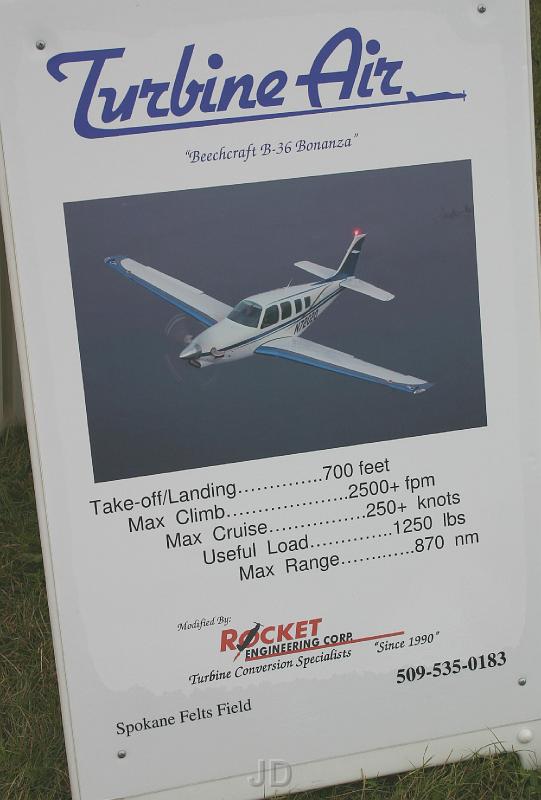 Turbine Air
"Beechcraft B-36 Bonanza"
Take-off/Landing..............700 feet
Max Climb....................2500+ fpm
Max Cruise................250+ knots
Useful Load..............1250 lbs
Max Range............870 nm
Modified By:
ROCKET
ENGINEERING CORP.
"Since 1990"
Turbine Conversion Specialists
509-535-0183
Spokane Felts Field
JD